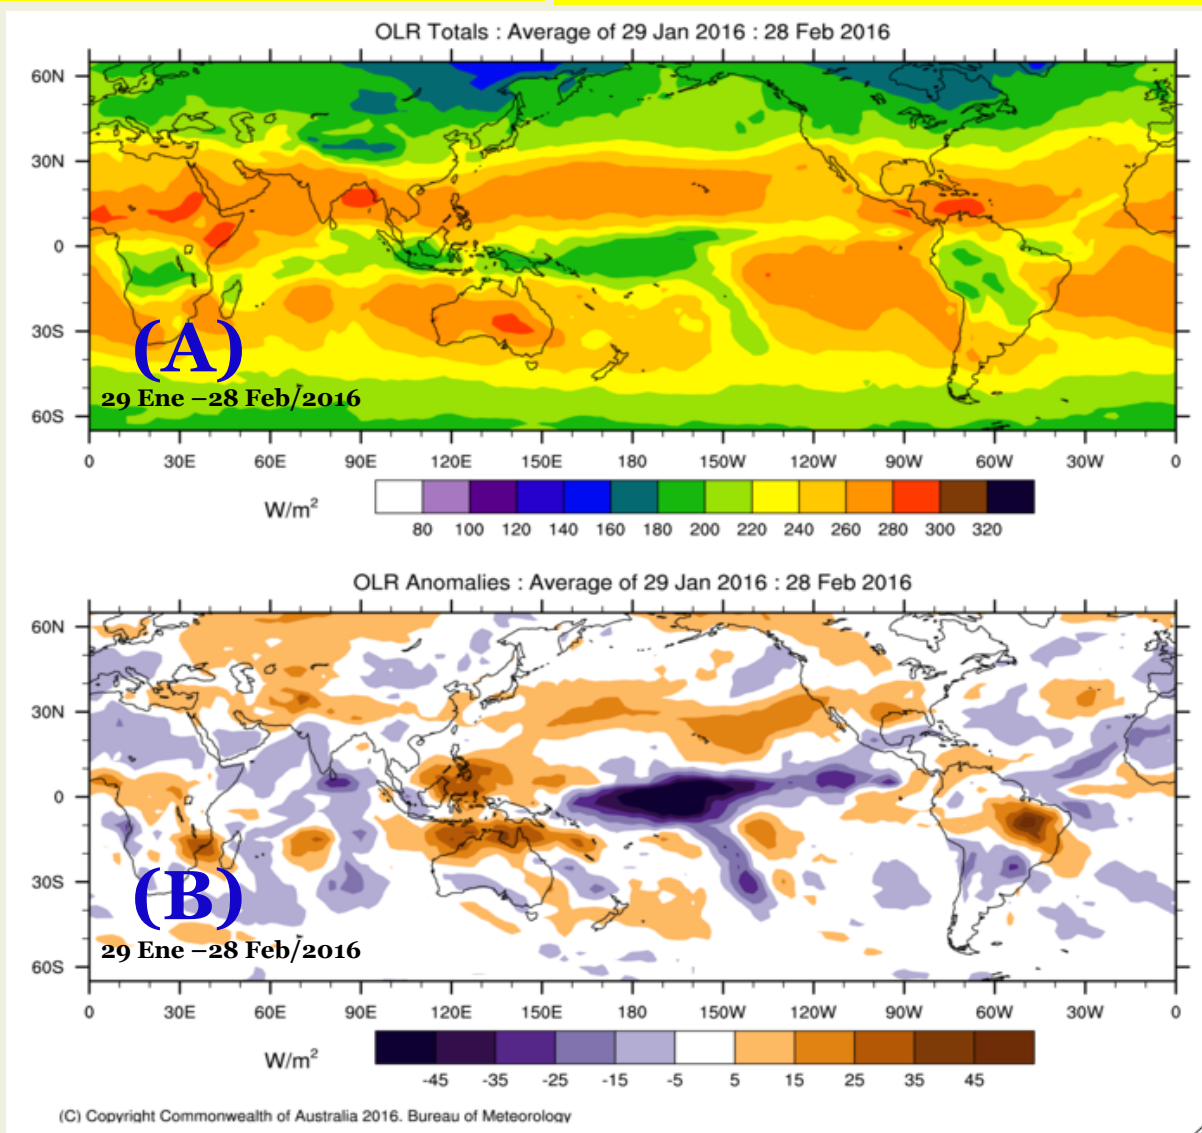 OLR Totals : Average of 29 Jan 2016 : 28 Feb 2016
60N
30N
0
30S
60S
(A)
29 Ene –28 Feb/2016
0 30E 60E 90E 120E 150E 180 150W 120W 90W 60W 30W 0
W/m²
80 100 120 140 160 180 200 220 240 260 280 300 320
OLR Anomalies : Average of 29 Jan 2016 : 28 Feb 2016
60N
30N
0
30S
60S
(B)
29 Ene –28 Feb/2016
0 30E 60E 90E 120E 150E 180 150W 120W 90W 60W 30W 0
W/m²
-45 -35 -25 -15 -5 5 15 25 35 45
(C) Copyright Commonwealth of Australia 2016. Bureau of Meteorology